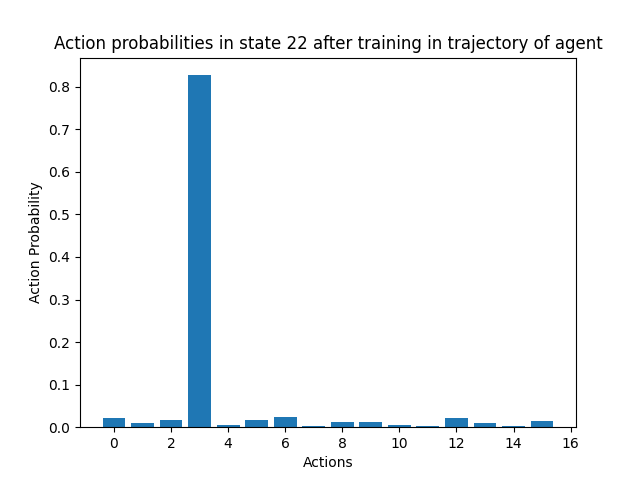 Action probabilities in state 22 after training in trajectory of agent
Action Probability
0.8
0.7
0.6
0.5
0.4
0.3
0.2
0.1
0.0
0 2 4 6 8 10 12 14 16
Actions